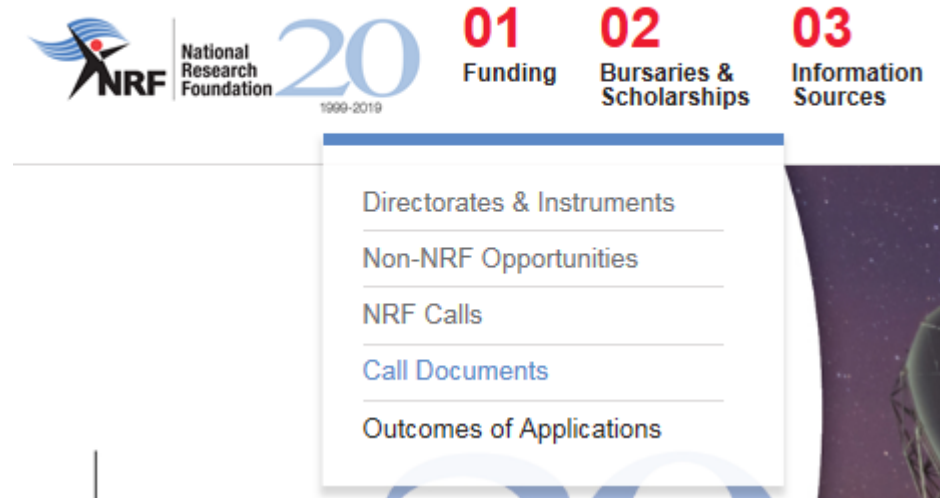 NRF
National
Research
Foundation
20
1999-2019
01
Funding
02
Bursaries &
Scholarships
03
Information
Sources
Directorates & Instruments
Non-NRF Opportunities
NRF Calls
Call Documents
Outcomes of Applications